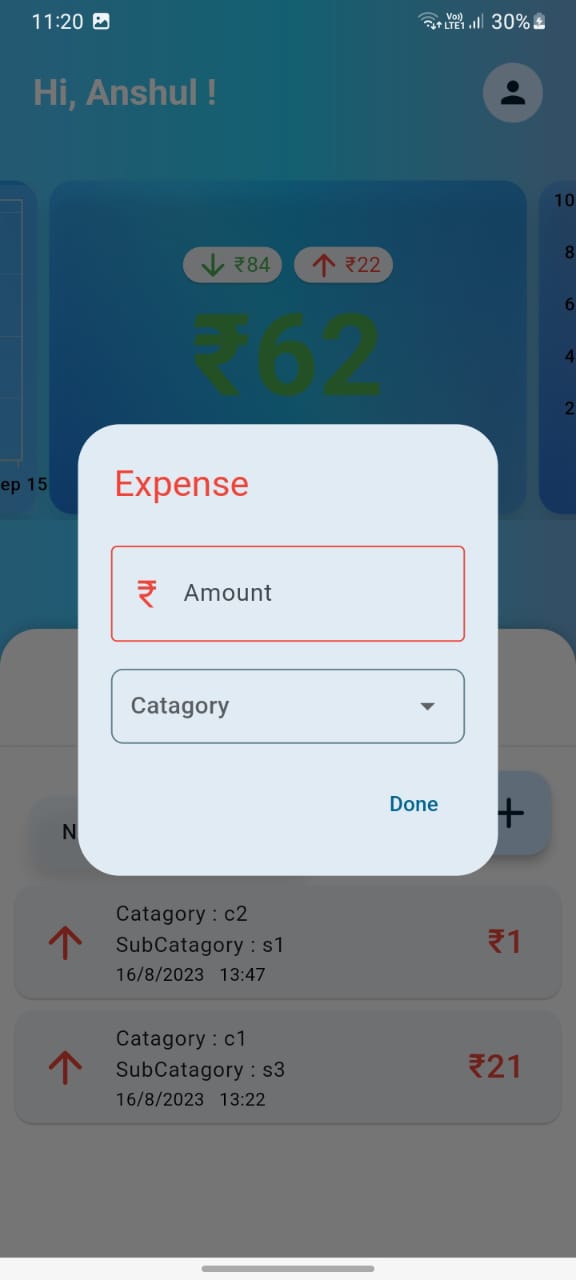 11:20 Vo)) LTE1 30%
Hi, Anshul !
10
8
6
4
2
₹84 ₹22
₹62
ep 15
Expense
₹ Amount
Catagory
Done
N
Catagory : c2
SubCatagory : s1
16/8/2023 13:47
₹1
Catagory : c1
SubCatagory : s3
16/8/2023 13:22
₹21